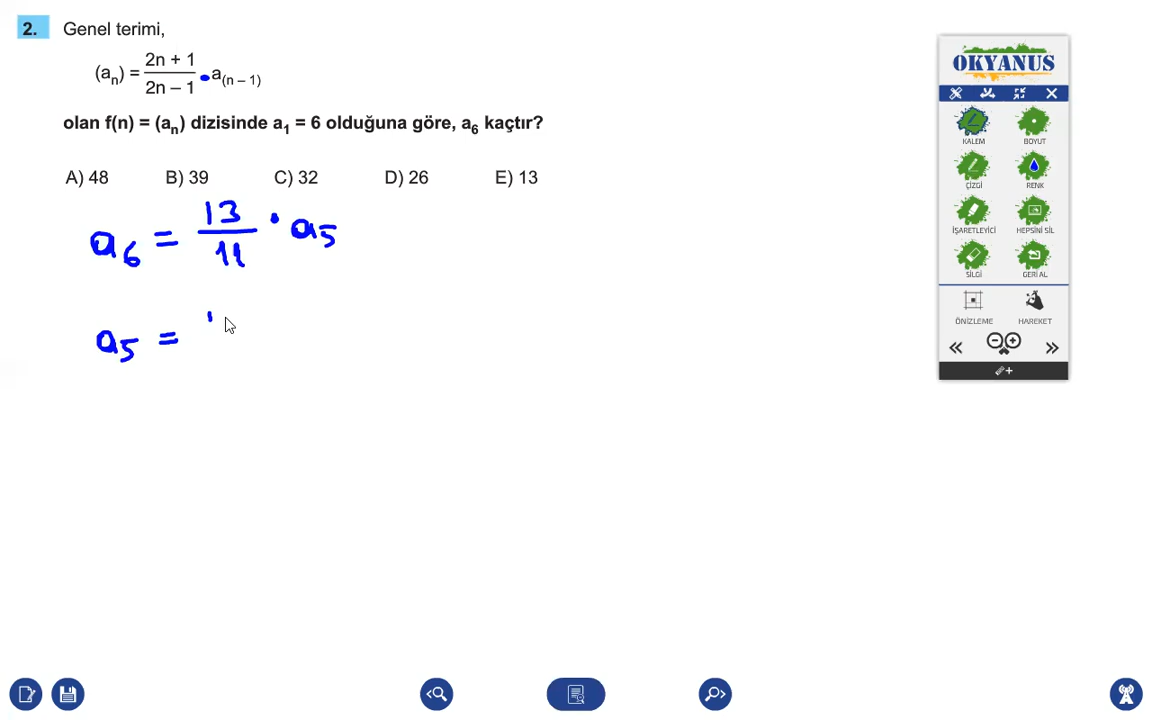 2. Genel terimi,
(aₙ) = (2n + 1)/(2n – 1) · a₍ₙ₋₁₎
olan f(n) = (aₙ) dizisinde a₁ = 6 olduğuna göre, a₆ kaçtır?
A) 48 B) 39 C) 32 D) 26 E) 13
a₆ = 13/11 · a₅
a₅ =
OKYANUS
KALEM BOYUT
ÇİZGİ RENK
İŞARETLEYİCİ HEPSİNİ SİL
SİLGİ GERİ AL
ÖNİZLEME HAREKET